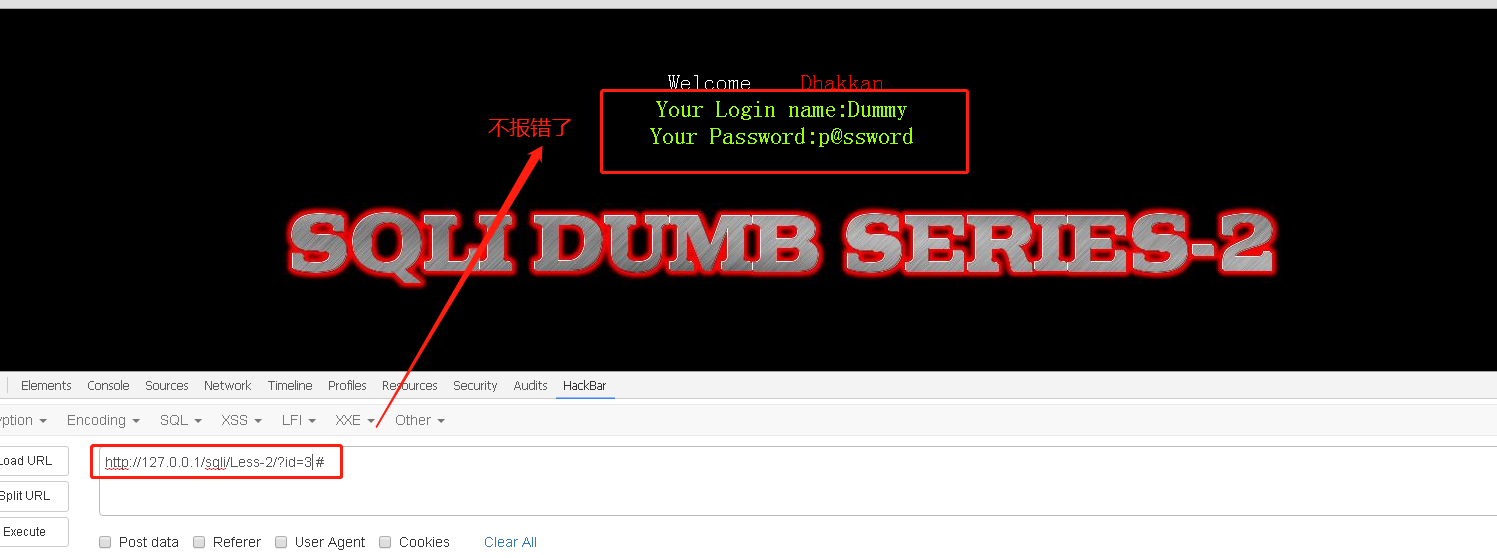 Welcome Dhakkan
Your Login name:Dummy
不报错了
Your Password:p@ssword
SQLI DUMB SERIES-2
Elements Console Sources Network Timeline Profiles Resources Security Audits HackBar
Encoding SQL XSS LFI XXE Other
Load URL
http://127.0.0.1/sqli/Less-2/?id=3#
Split URL
Execute
Post data Referrer User Agent Cookies Clear All